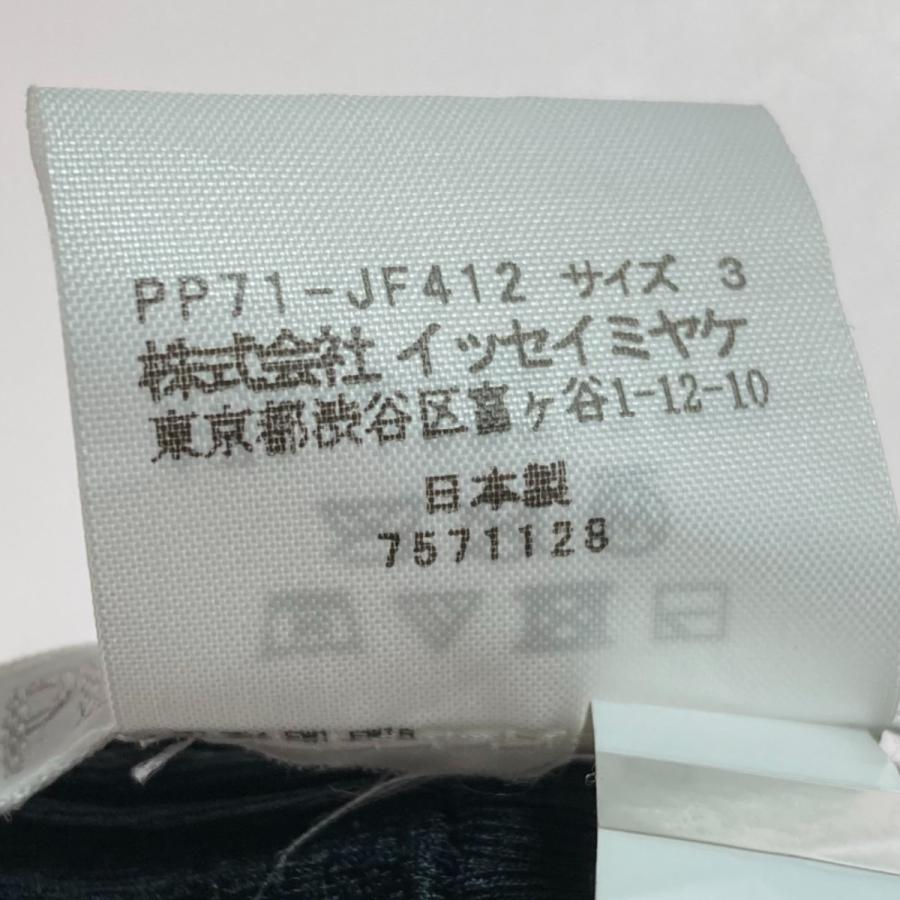 PP71-JF412 サイズ 3
株式会社 イッセイミヤケ
東京都渋谷区富ヶ谷1-12-10
日本製
7571128